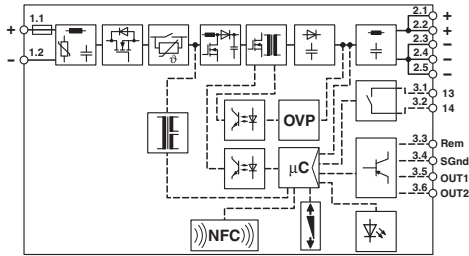 + 1.1
- 1.2
ϑ
2.1 +
2.2 +
2.3 −
2.4 −
2.5 −
OVP
μC
))) NFC )))
3.1 13
3.2 14
3.3 Rem
3.4 SGnd
3.5 OUT1
3.6 OUT2